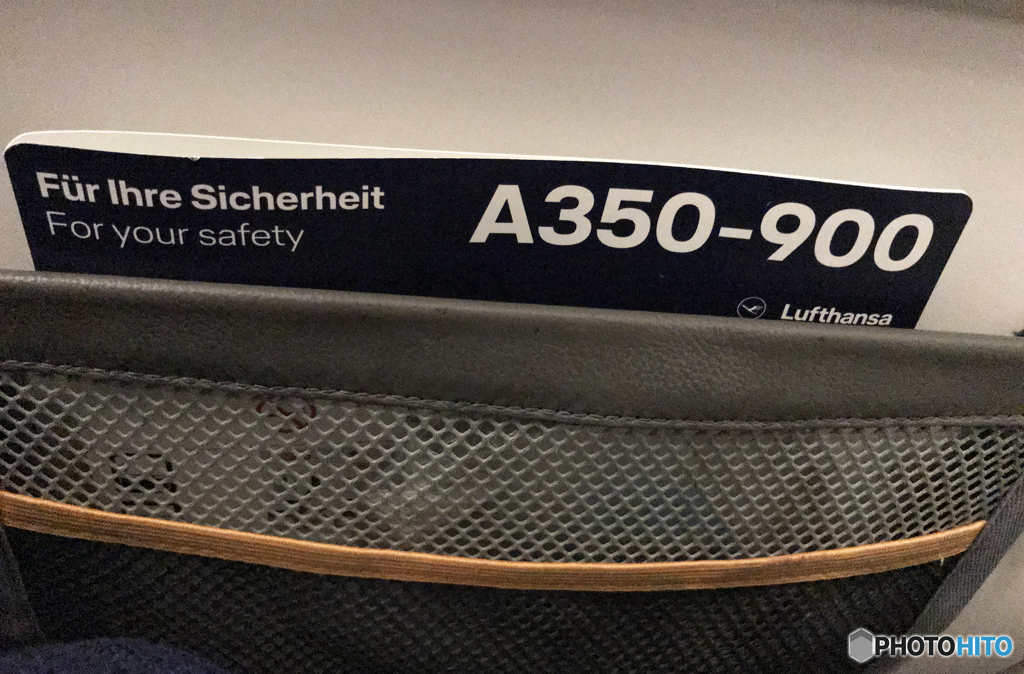 Für Ihre Sicherheit
For your safety
A350-900
Lufthansa
PHOTOHITO